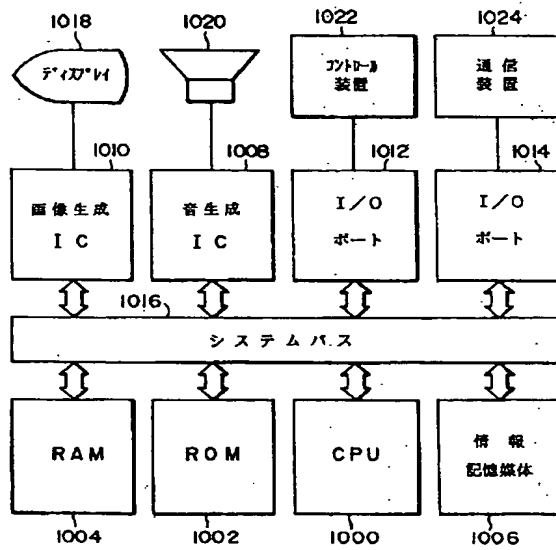 1018
1020
1022
1024
ディスプレイ
コントロール
装置
通信
装置
1010
1008
1012
1014
画像生成
IC
音生成
IC
I/O
ポート
I/O
ポート
1016
システムバス
RAM
ROM
CPU
情報
記憶媒体
1004
1002
1000
1006